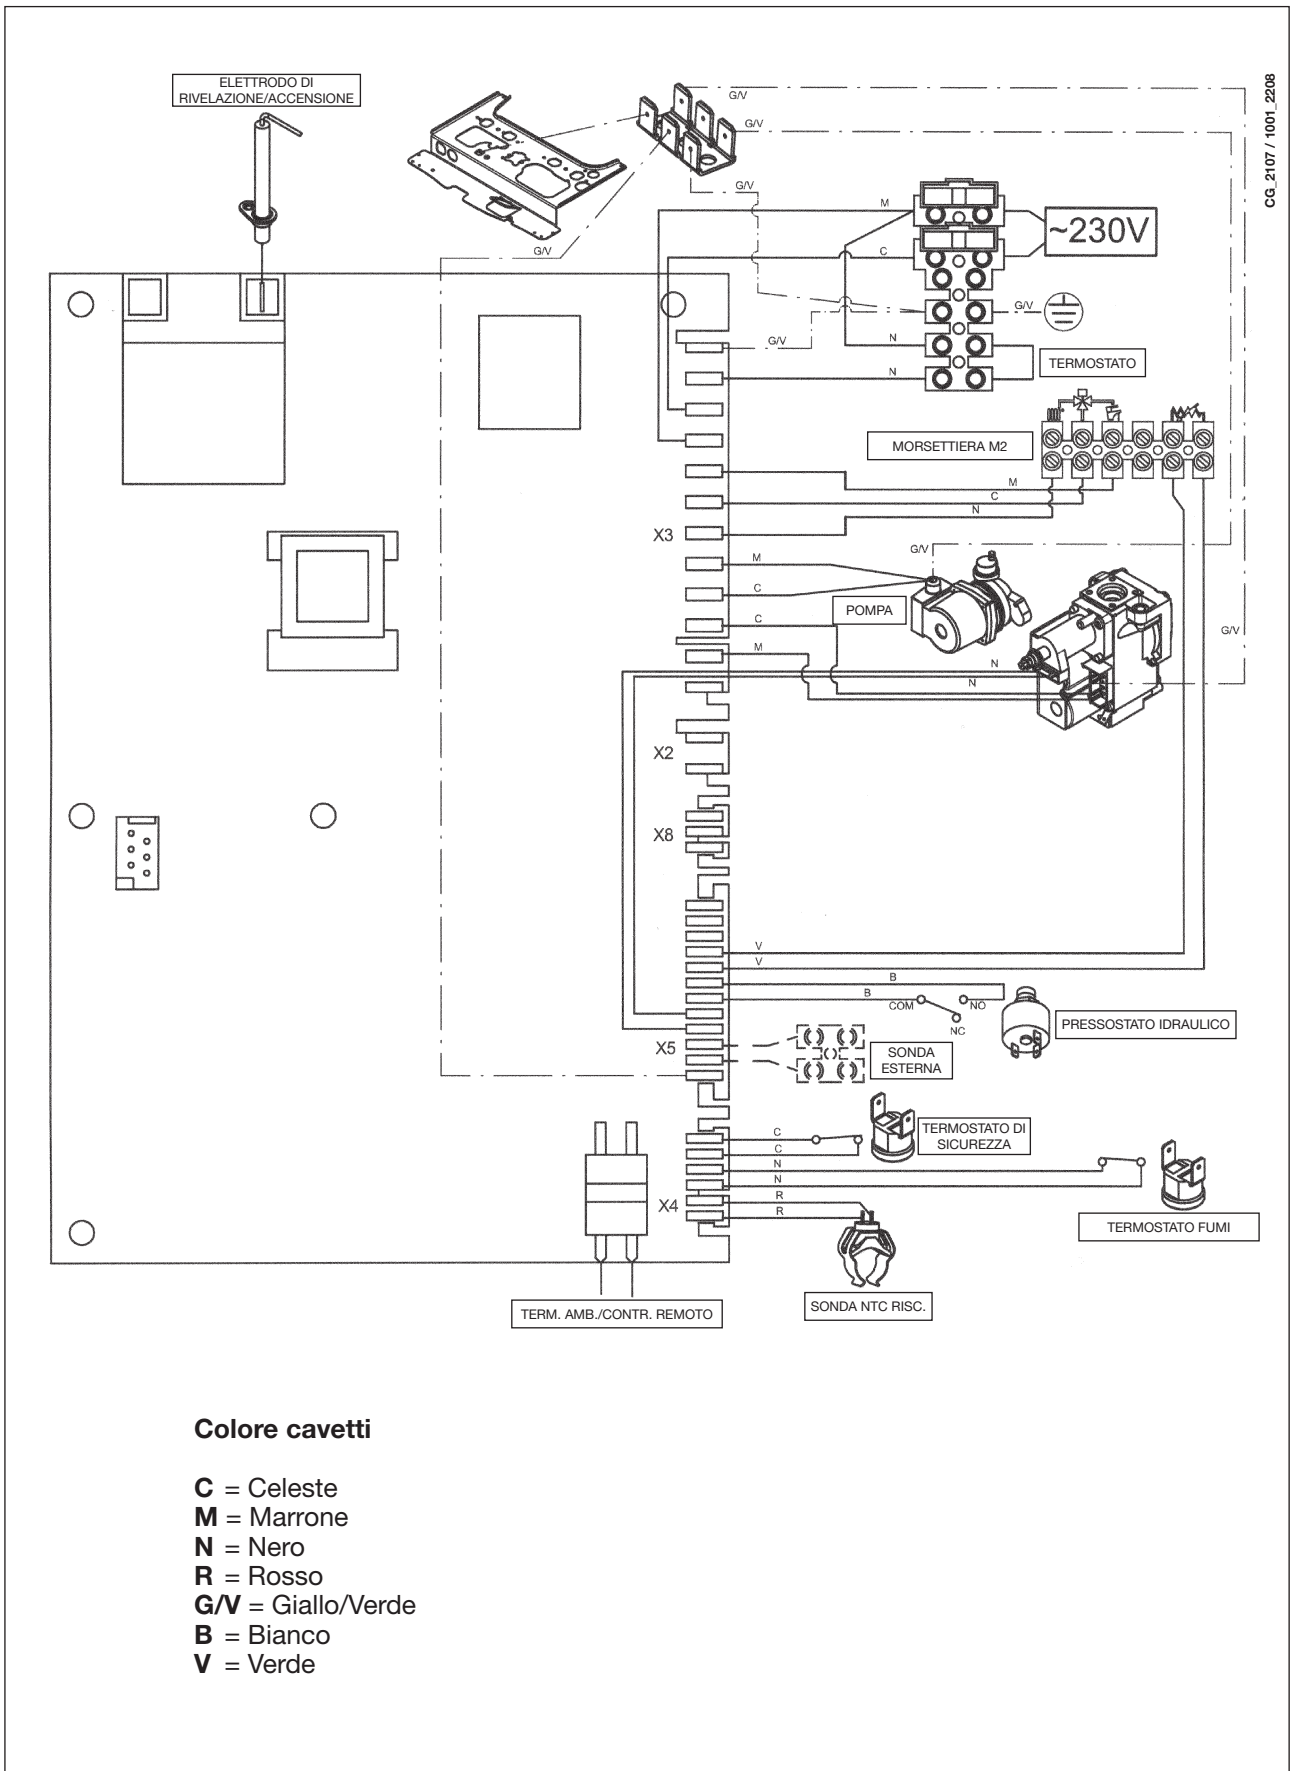 ELETTRODO DI
RIVELAZIONE/ACCENSIONE
CG_2107 / 1001_2208
G/V
G/V
G/V
G/V
M
C
~230V
G/V
G/V
N
N
TERMOSTATO
MORSETTIERA M2
M
C
N
X3
G/V
M
C
POMPA
C
G/V
M
N
N
X2
X8
V
V
B
B
COM
NO
NC
PRESSOSTATO IDRAULICO
X5
SONDA
ESTERNA
C
C
TERMOSTATO DI
SICUREZZA
N
N
R
R
X4
TERMOSTATO FUMI
SONDA NTC RISC.
TERM. AMB./CONTR. REMOTO
Colore cavetti
C = Celeste
M = Marrone
N = Nero
R = Rosso
G/V = Giallo/Verde
B = Bianco
V = Verde